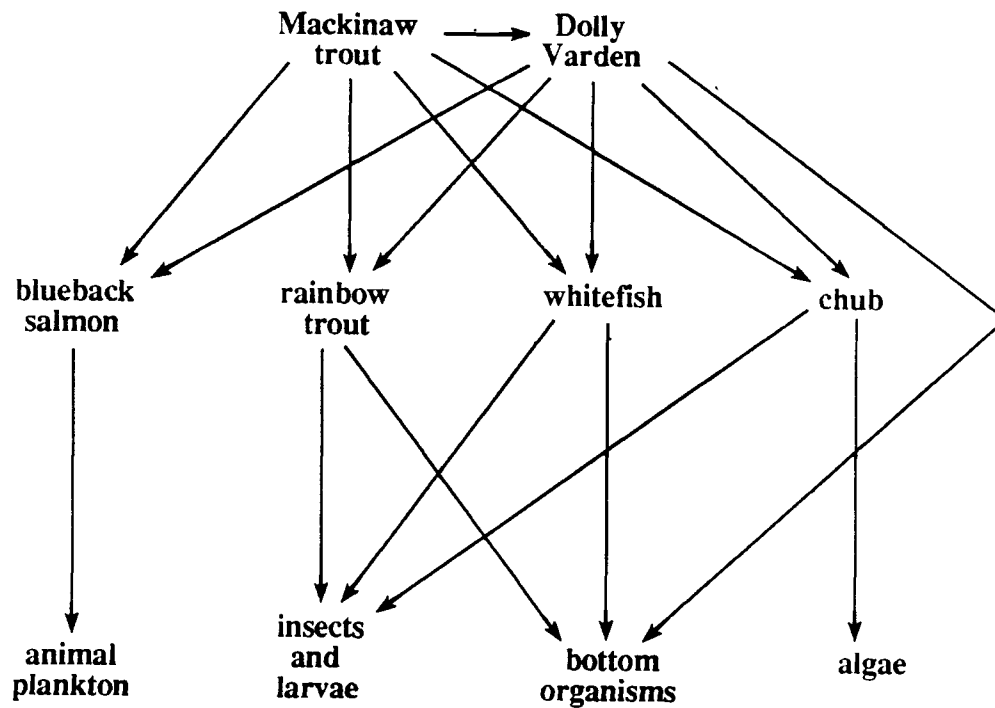 Mackinaw
trout
Dolly
Varden
blueback
salmon
rainbow
trout
whitefish
chub
animal
plankton
insects
and
larvae
bottom
organisms
algae